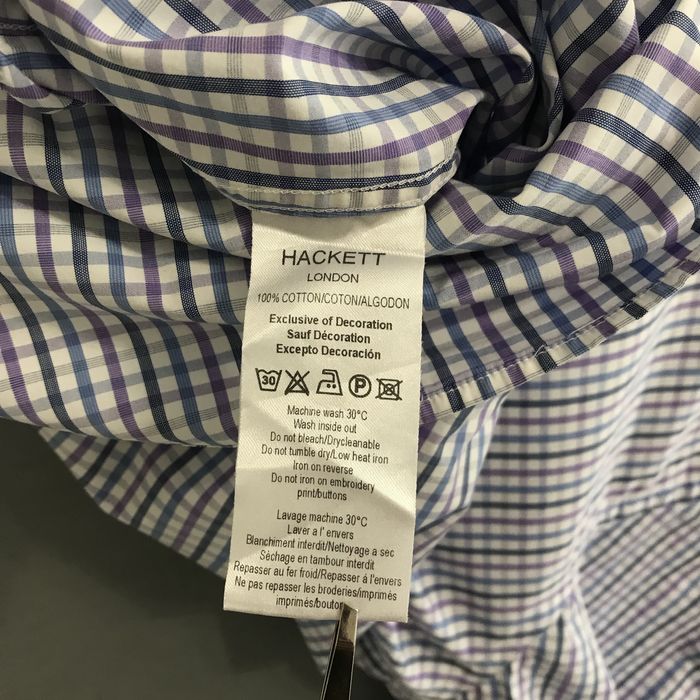 HACKETT
LONDON
100% COTTON/COTON/ALGODON
Exclusive of Decoration
Sauf Décoration
Excepto Decoración
30 P
Machine wash 30°C
Wash inside out
Do not bleach/Drycleanable
Do not tumble dry/Low heat iron
Iron on reverse
Do not iron on embroidery
print/buttons
Lavage machine 30°C
Laver a l' envers
Blanchiment interdit/Nettoyage a sec
Séchage en tambour interdit
Repasser au fer froid/Repasser á l'envers
Ne pas repasser les broderies/imprimés
imprimés/bouton